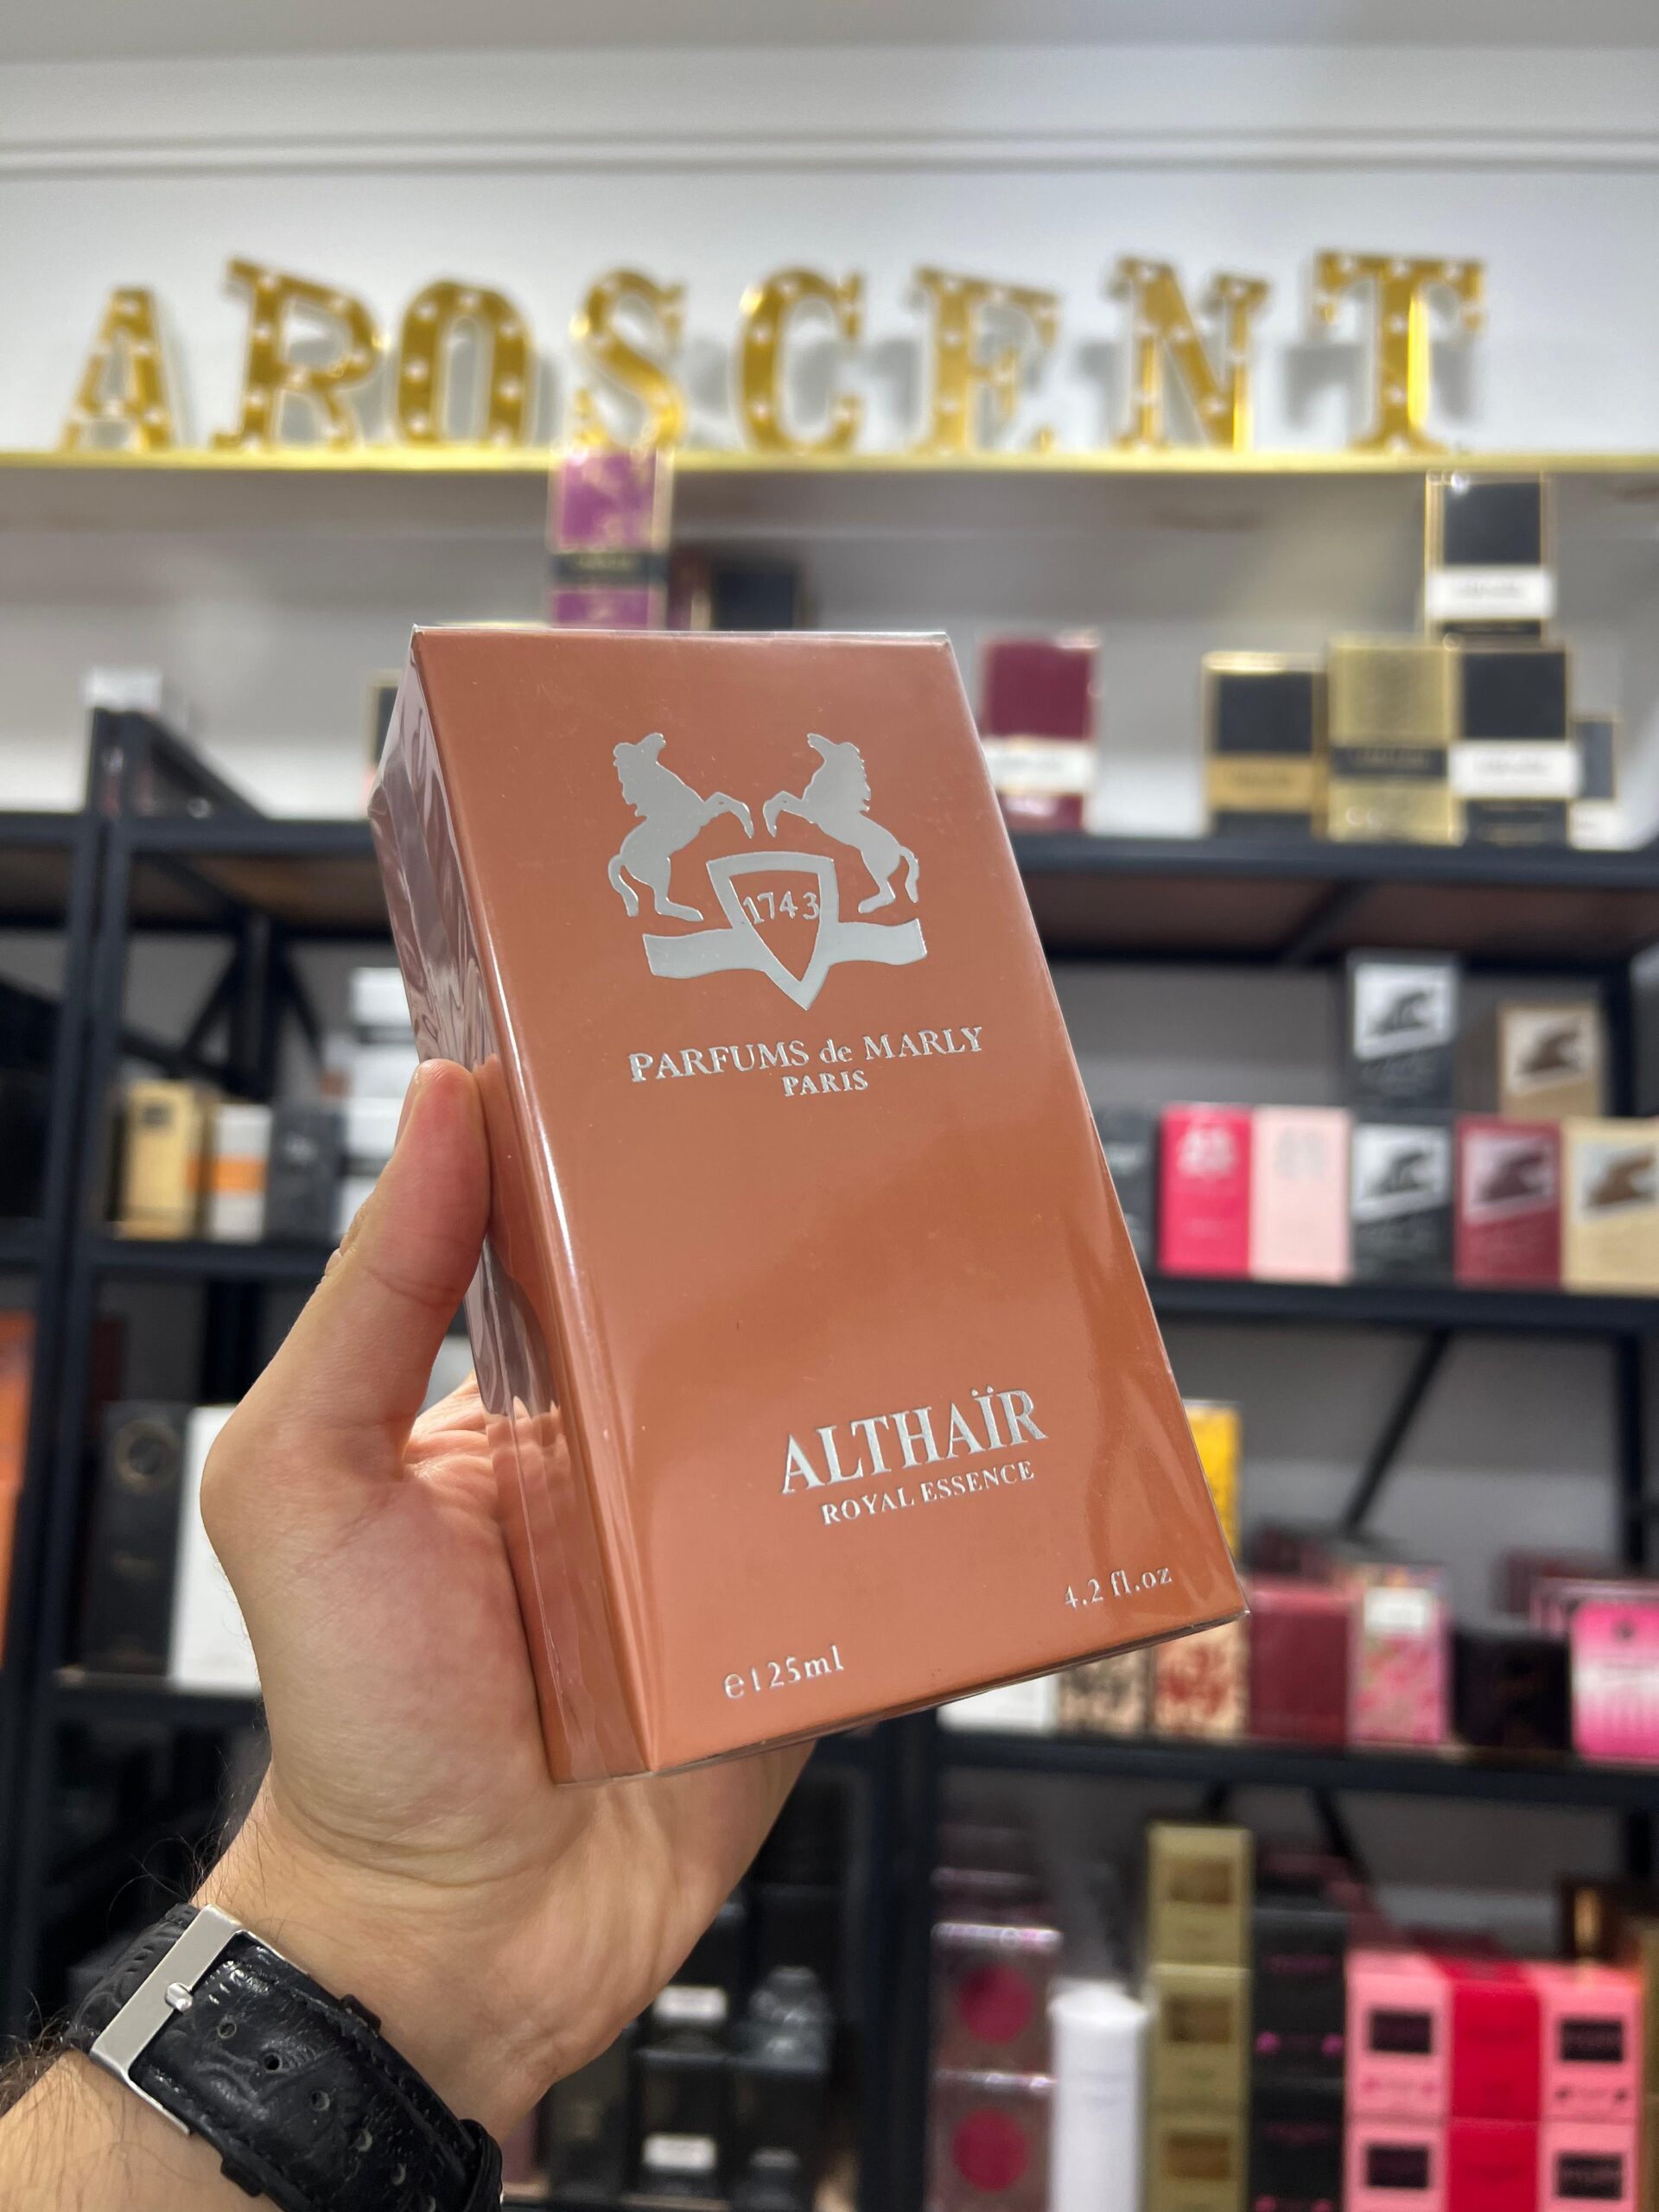 AROSCENT
1743
PARFUMS de MARLY
PARIS
ALTHAÏR
ROYAL ESSENCE
4.2 fl.oz
℮125ml